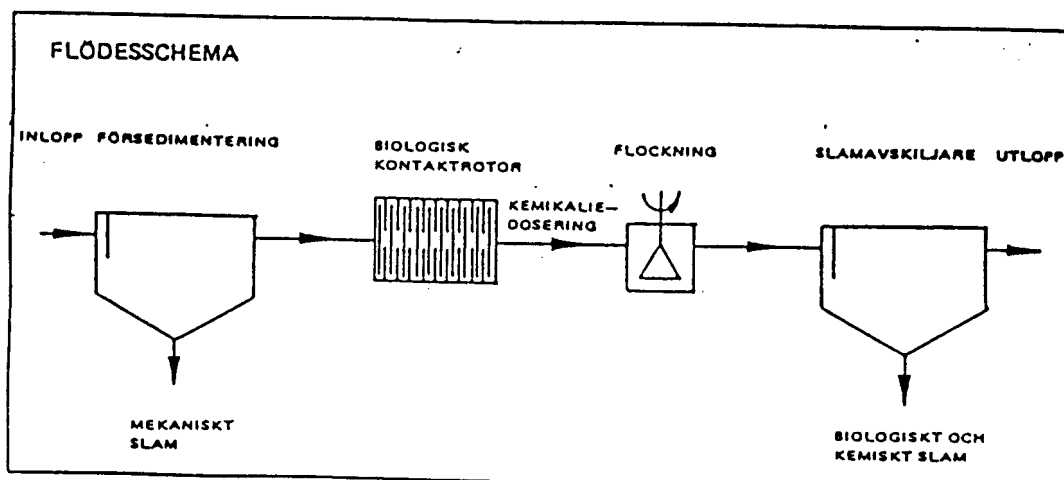 FLÖDESSCHEMA
INLOPP FÖRSEDIMENTERING
BIOLOGISK
KONTAKTROTOR
KEMIKALIE-
DOSERING
FLOCKNING
SLAMAVSKILJARE UTLOPP
MEKANISKT
SLAM
BIOLOGISKT OCH
KEMISKT SLAM